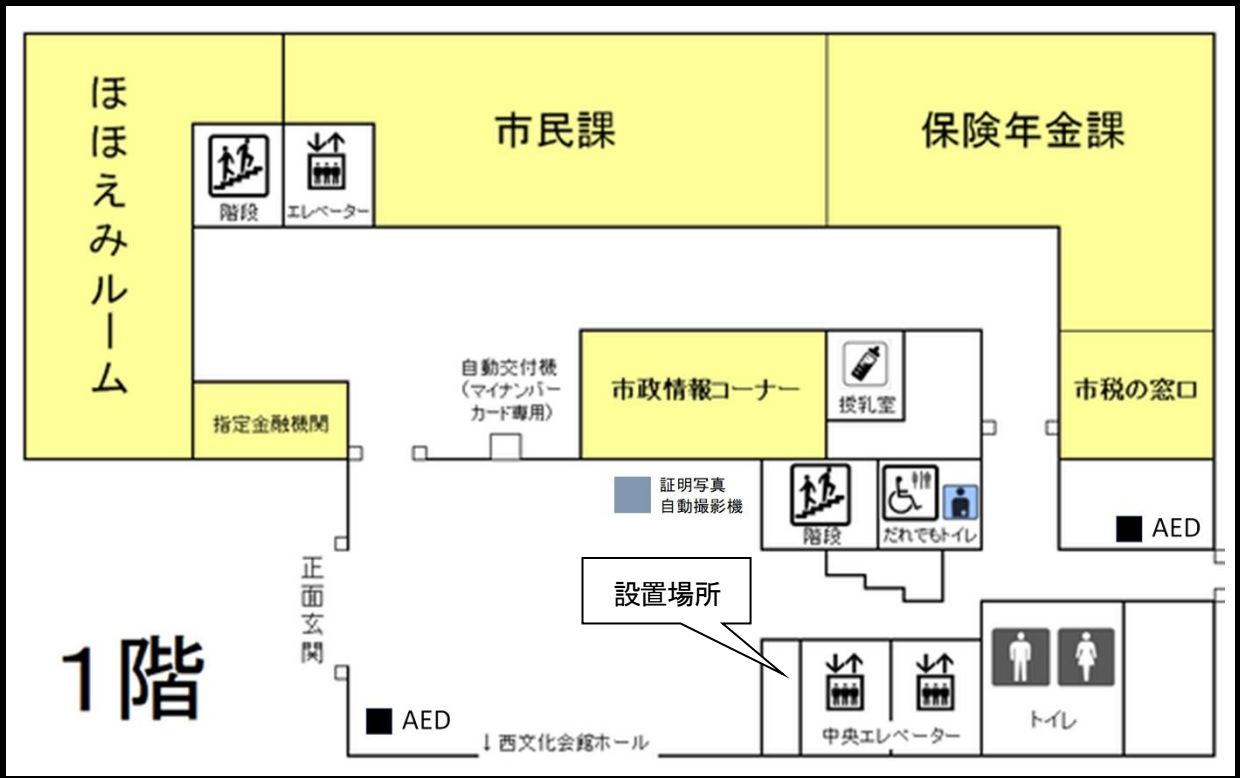 ほほえみルーム
階段
エレベーター
市民課
保険年金課
自動交付機
（マイナンバー
カード専用）
市政情報コーナー
授乳室
市税の窓口
指定金融機関
証明写真
自動撮影機
階段
だれでもトイレ
AED
正面玄関
設置場所
1階
AED
↓西文化会館ホール
中央エレベーター
トイレ